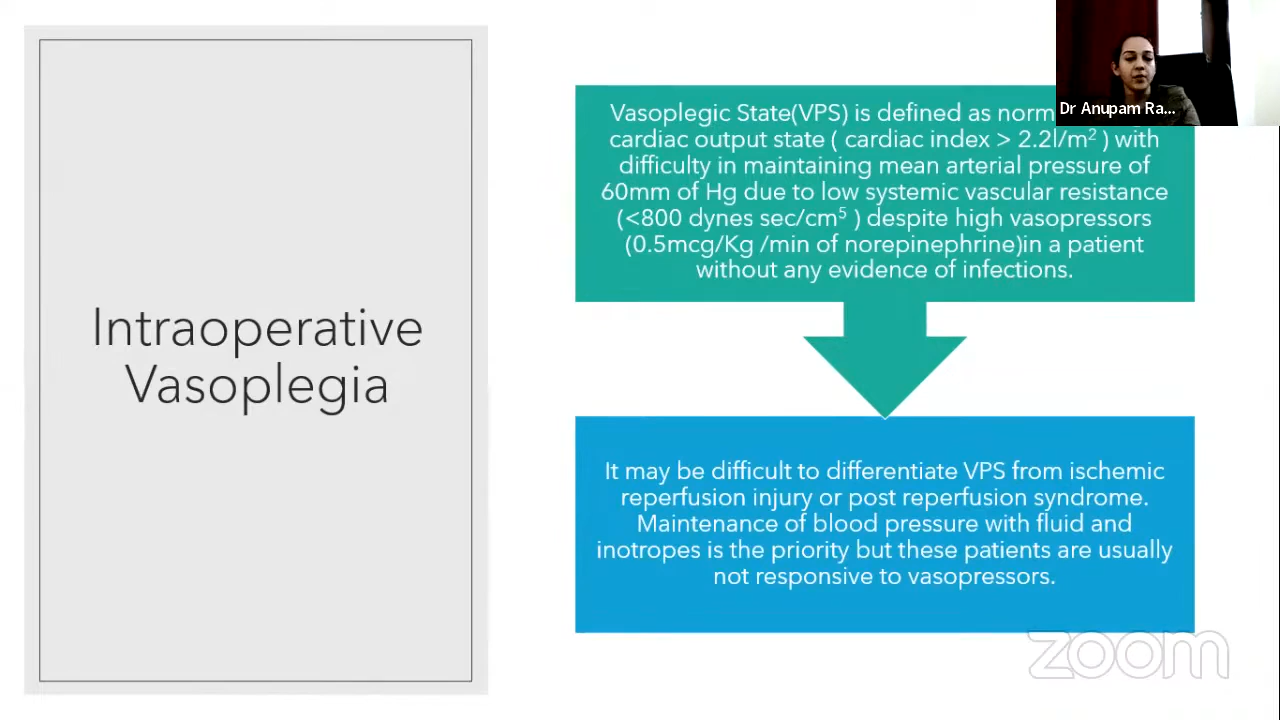 Intraoperative
Vasoplegia
Vasoplegic State(VPS) is defined as norm
cardiac output state ( cardiac index > 2.2l/m² ) with
difficulty in maintaining mean arterial pressure of
60mm of Hg due to low systemic vascular resistance
(<800 dynes sec/cm⁵ ) despite high vasopressors
(0.5mcg/Kg /min of norepinephrine)in a patient
without any evidence of infections.
It may be difficult to differentiate VPS from ischemic
reperfusion injury or post reperfusion syndrome.
Maintenance of blood pressure with fluid and
inotropes is the priority but these patients are usually
not responsive to vasopressors.
Dr Anupam Ra...
zoom